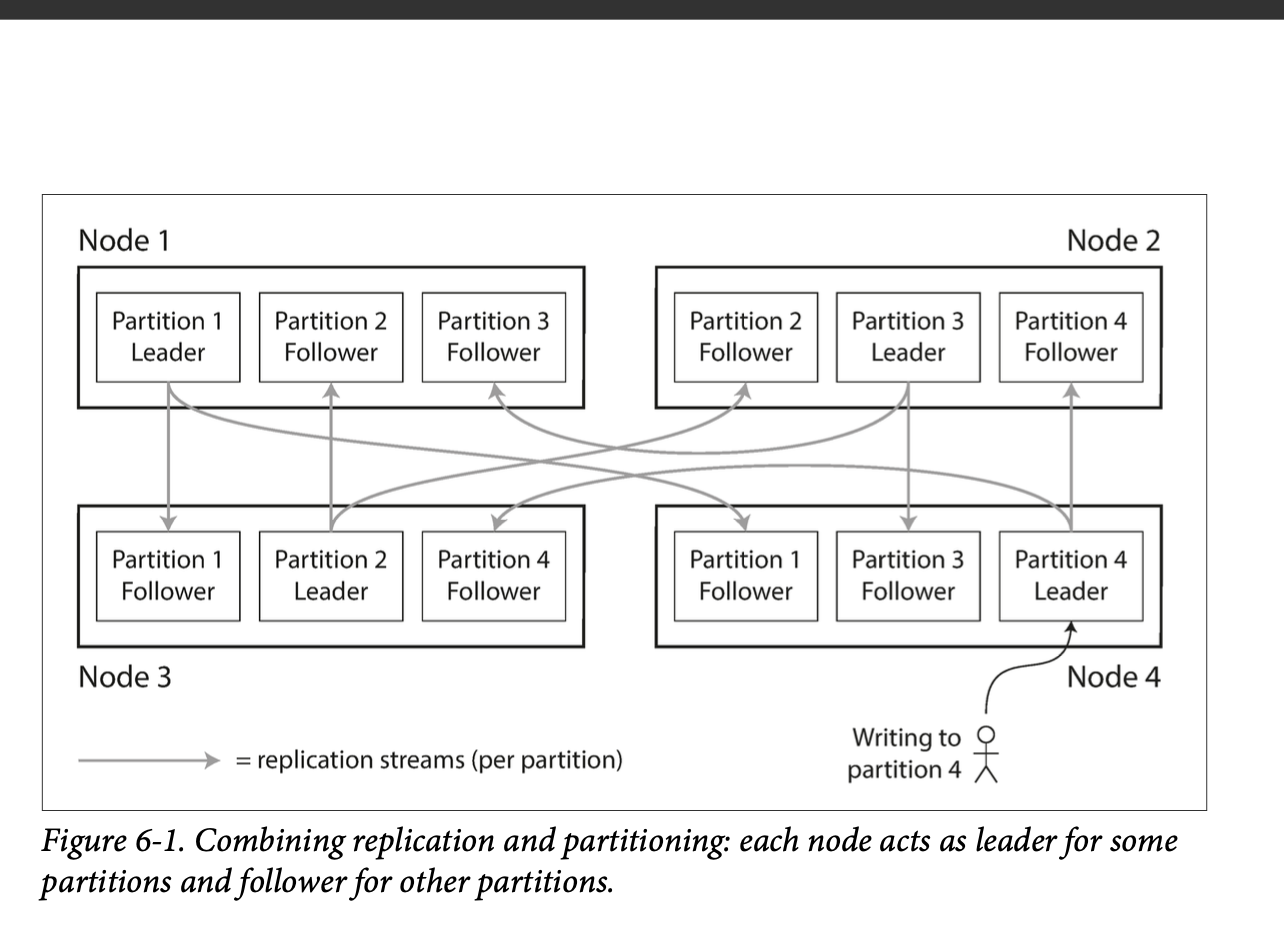 Node 1
Node 2
Partition 1
Leader
Partition 2
Follower
Partition 3
Follower
Partition 2
Follower
Partition 3
Leader
Partition 4
Follower
Partition 1
Follower
Partition 2
Leader
Partition 4
Follower
Partition 1
Follower
Partition 3
Follower
Partition 4
Leader
Node 3
Node 4
Writing to
partition 4
= replication streams (per partition)
Figure 6-1. Combining replication and partitioning: each node acts as leader for some
partitions and follower for other partitions.